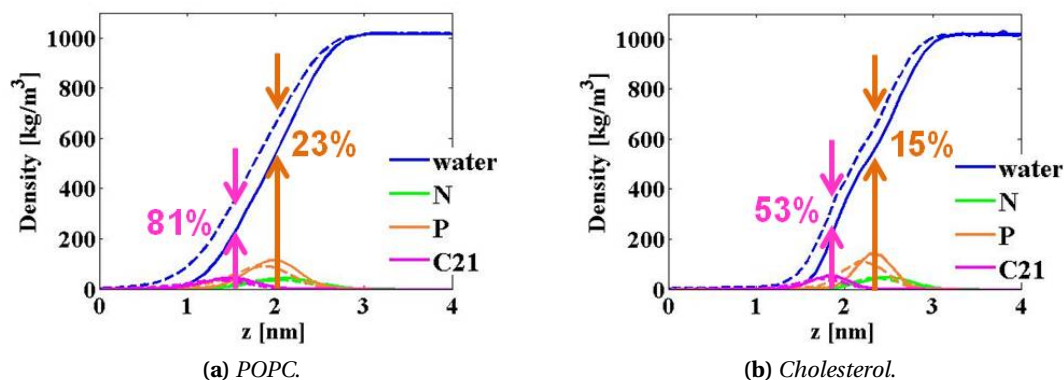 1000
800
600
400
200
0
Density [kg/m³]
23%
81%
water
N
P
C21
0 1 2 3 4
z [nm]
(a) POPC.
1000
800
600
400
200
0
Density [kg/m³]
15%
53%
water
N
P
C21
0 1 2 3 4
z [nm]
(b) Cholesterol.